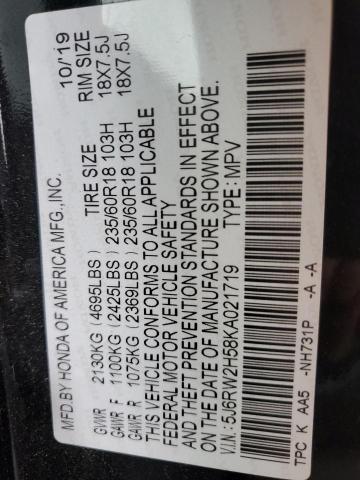 MFD. BY HONDA OF AMERICA MFG., INC. 10/'19
TIRE SIZE RIM SIZE
GVWR 2130KG (4695LBS)
GAWR F 1100KG (2425LBS) 235/60R18 103H 18X7.5J
GAWR R 1075KG (2369LBS) 235/60R18 103H 18X7.5J
THIS VEHICLE CONFORMS TO ALL APPLICABLE
FEDERAL MOTOR VEHICLE SAFETY
AND THEFT PREVENTION STANDARDS IN EFFECT
ON THE DATE OF MANUFACTURE SHOWN ABOVE.
V.I.N.: 5J6RW2H58KA021719 TYPE: MPV
TPC K AA5 -NH731P -A -A